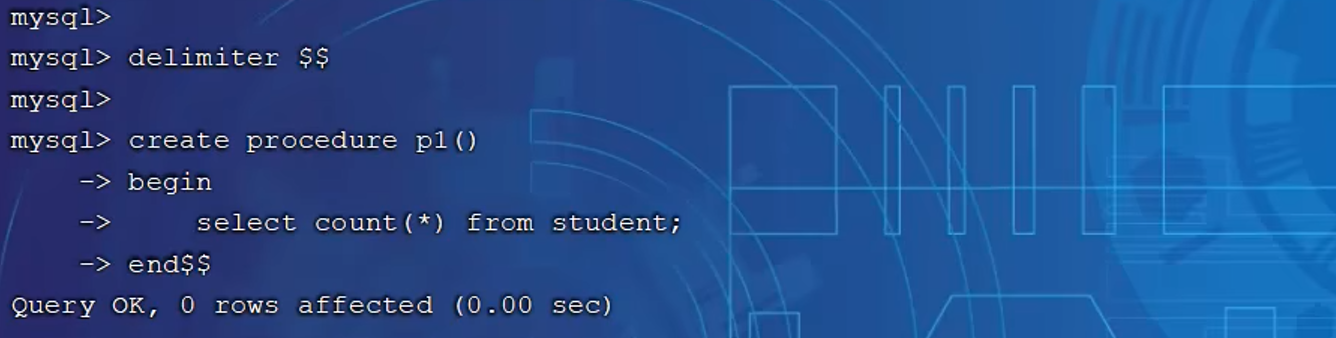 mysql>
mysql> delimiter $$
mysql>
mysql> create procedure p1()
    -> begin
    ->     select count(*) from student;
    -> end$$
Query OK, 0 rows affected (0.00 sec)